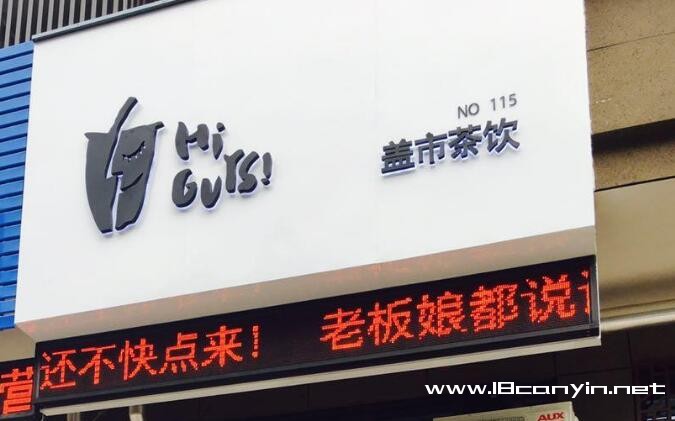 Hi
GUYS!
NO 115
盖市茶饮
营 还不快点来! 老板娘都说
www.18canyin.net
AUX